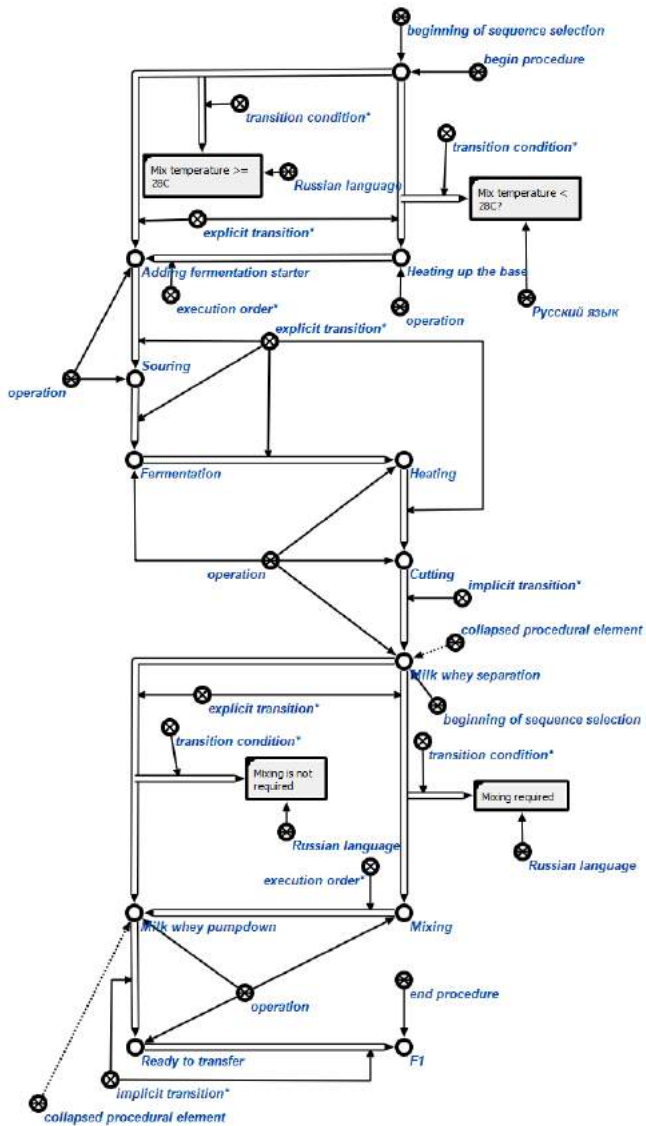 beginning of sequence selection
begin procedure
transition condition*
transition condition*
Mix temperature >=
28C
Russian language
Mix temperature <
28C?
explicit transition*
Adding fermentation starter
Heating up the base
execution order*
operation
Русский язык
explicit transition*
Souring
operation
Fermentation
Heating
operation
Cutting
implicit transition*
collapsed procedural element
Milk whey separation
explicit transition*
beginning of sequence selection
transition condition*
transition condition*
Mixing is not
required
Mixing required
Russian language
Russian language
execution order*
Milk whey pumpdown
Mixing
operation
end procedure
Ready to transfer
F1
implicit transition*
collapsed procedural element